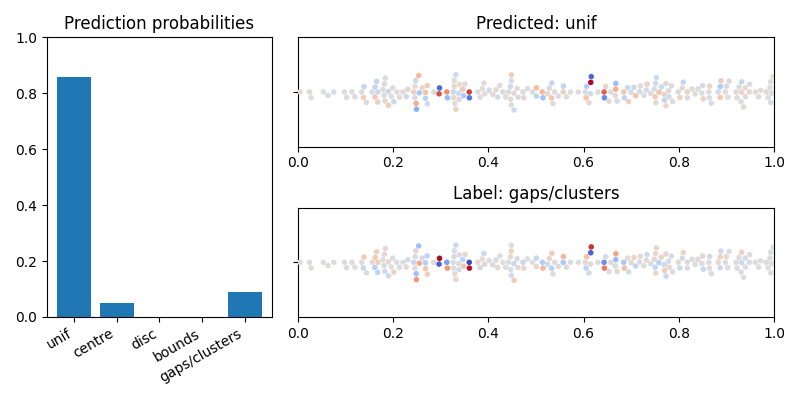 Prediction probabilities
1.0
0.8
0.6
0.4
0.2
0.0
unif
centre
disc
bounds
gaps/clusters
Predicted: unif
0.0 0.2 0.4 0.6 0.8 1.0
Label: gaps/clusters
0.0 0.2 0.4 0.6 0.8 1.0